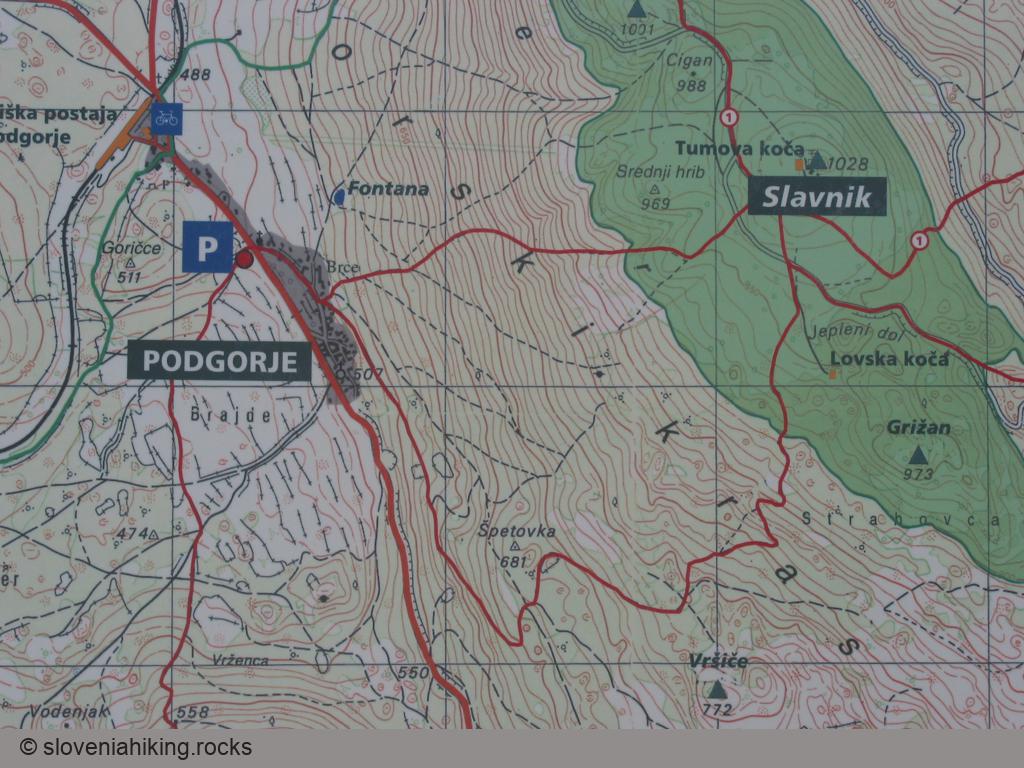 1001
Cigan
988
488
iška postaja
odgorje
1
Tumova koča
1028
Srednji hrib
969
Slavnik
Fontana
P
Goričce
511
Brce
1
PODGORJE
507
Jepleni dol
Lovska koča
Brajde
Grižan
973
474
Špetovka
681
Strahovca
er
Vrženca
550
Vršiče
772
Vodenjak
558
O
e
r
s
k
i
r
k
r
a
s
© sloveniahiking.rocks